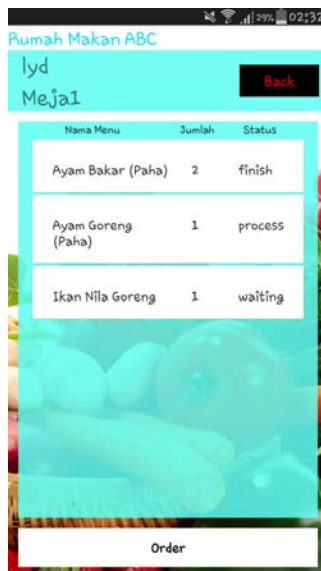 29% 02:32
Rumah Makan ABC
lyd
Meja1
Back
Nama Menu Jumlah Status
Ayam Bakar (Paha) 2 finish
Ayam Goreng 1 process
(Paha)
Ikan Nila Goreng 1 waiting
Order